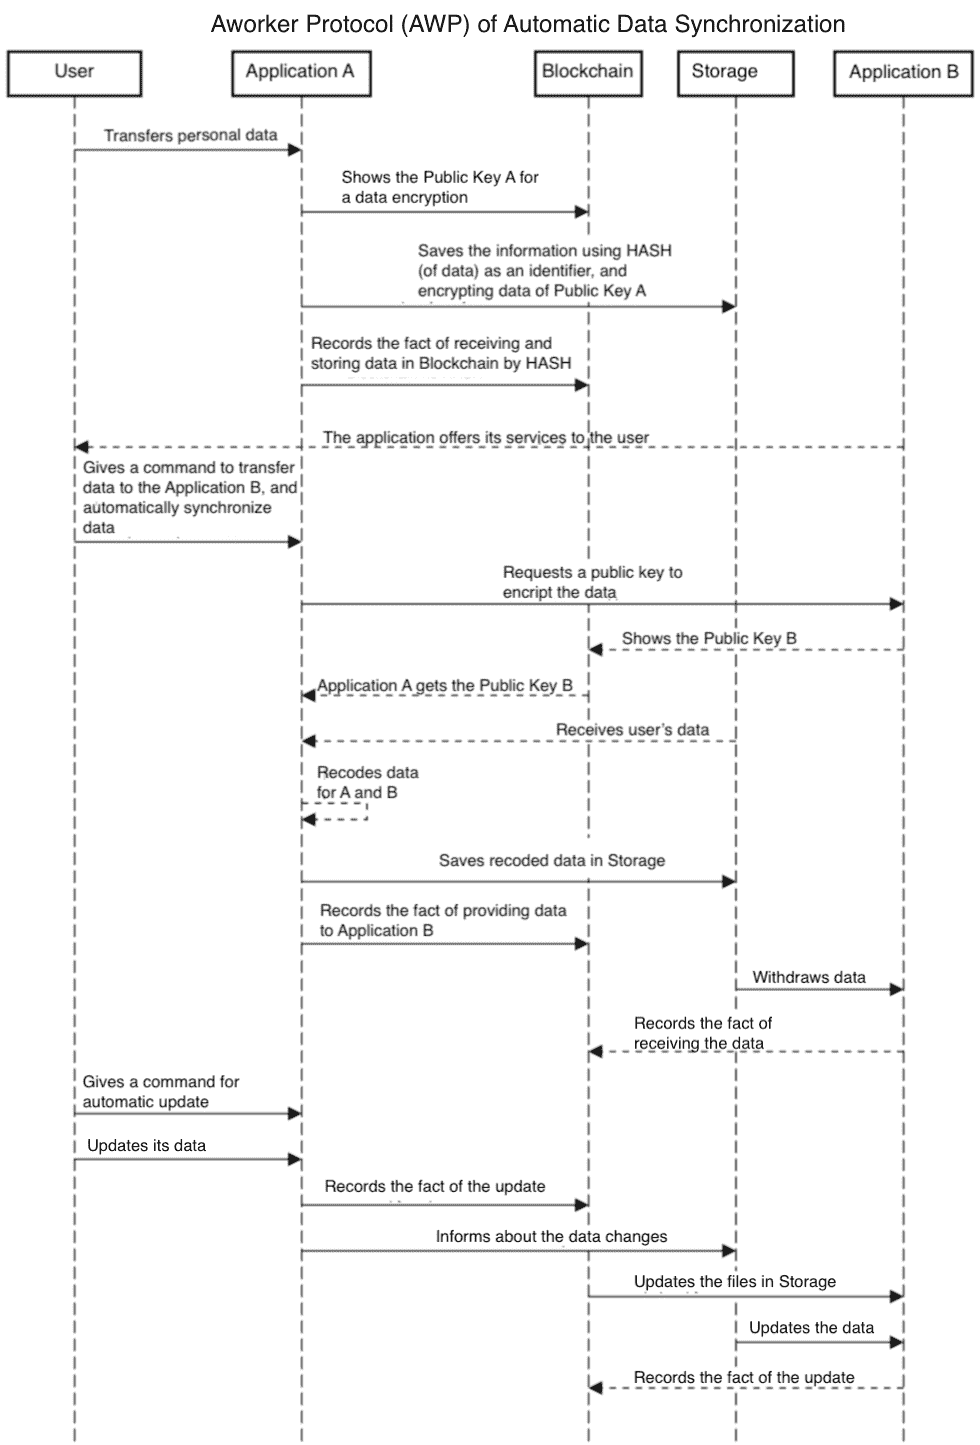 Aworker Protocol (AWP) of Automatic Data Synchronization
User
Application A
Blockchain
Storage
Application B
Transfers personal data
Shows the Public Key A for
a data encryption
Saves the information using HASH
(of data) as an identifier, and
encrypting data of Public Key A
Records the fact of receiving and
storing data in Blockchain by HASH
The application offers its services to the user
Gives a command to transfer
data to the Application B, and
automatically synchronize
data
Requests a public key to
encript the data
Shows the Public Key B
Application A gets the Public Key B
Receives user's data
Recodes data
for A and B
Saves recoded data in Storage
Records the fact of providing data
to Application B
Withdraws data
Records the fact of
receiving the data
Gives a command for
automatic update
Updates its data
Records the fact of the update
Informs about the data changes
Updates the files in Storage
Updates the data
Records the fact of the update